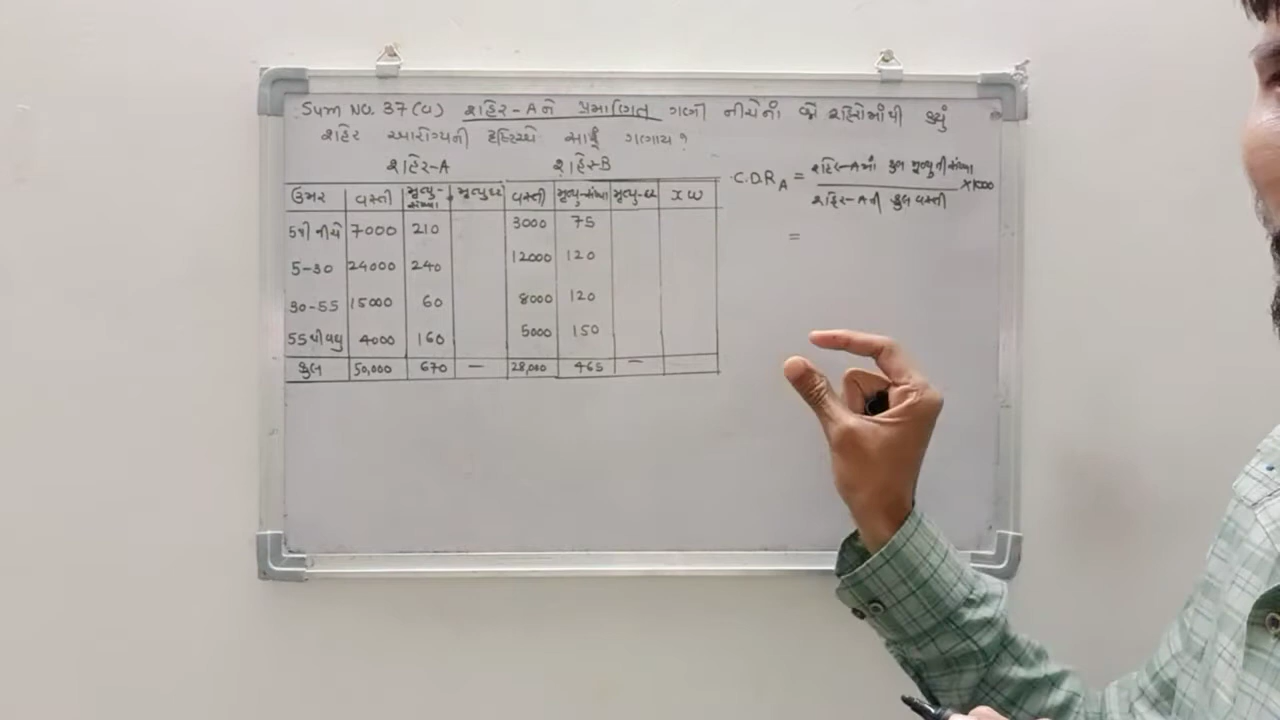 Sum NO. 37(બ) શહેર-A ને પ્રમાણિત ગણી નીચેનાં બે શહેરોમાંથી ક્યું
શહેર આરોગ્યની દૃષ્ટિએ સારૂં ગણાય ?
શહેર-A શહેર-B
ઉંમર વસ્તી મૃત્યુ-સંખ્યા મૃત્યુદર વસ્તી મૃત્યુ-સંખ્યા મૃત્યુ-દર xw
5થી નીચે 7000 210 3000 75
5-30 24000 240 12000 120
30-55 15000 60 8000 120
55થી વધુ 4000 160 5000 150
કુલ 50,000 670 — 28,000 465 —
C.D.R A = શહેર-A માં કુલ મૃત્યુની સંખ્યા
શહેર-A ની કુલ વસ્તી ×1000
=